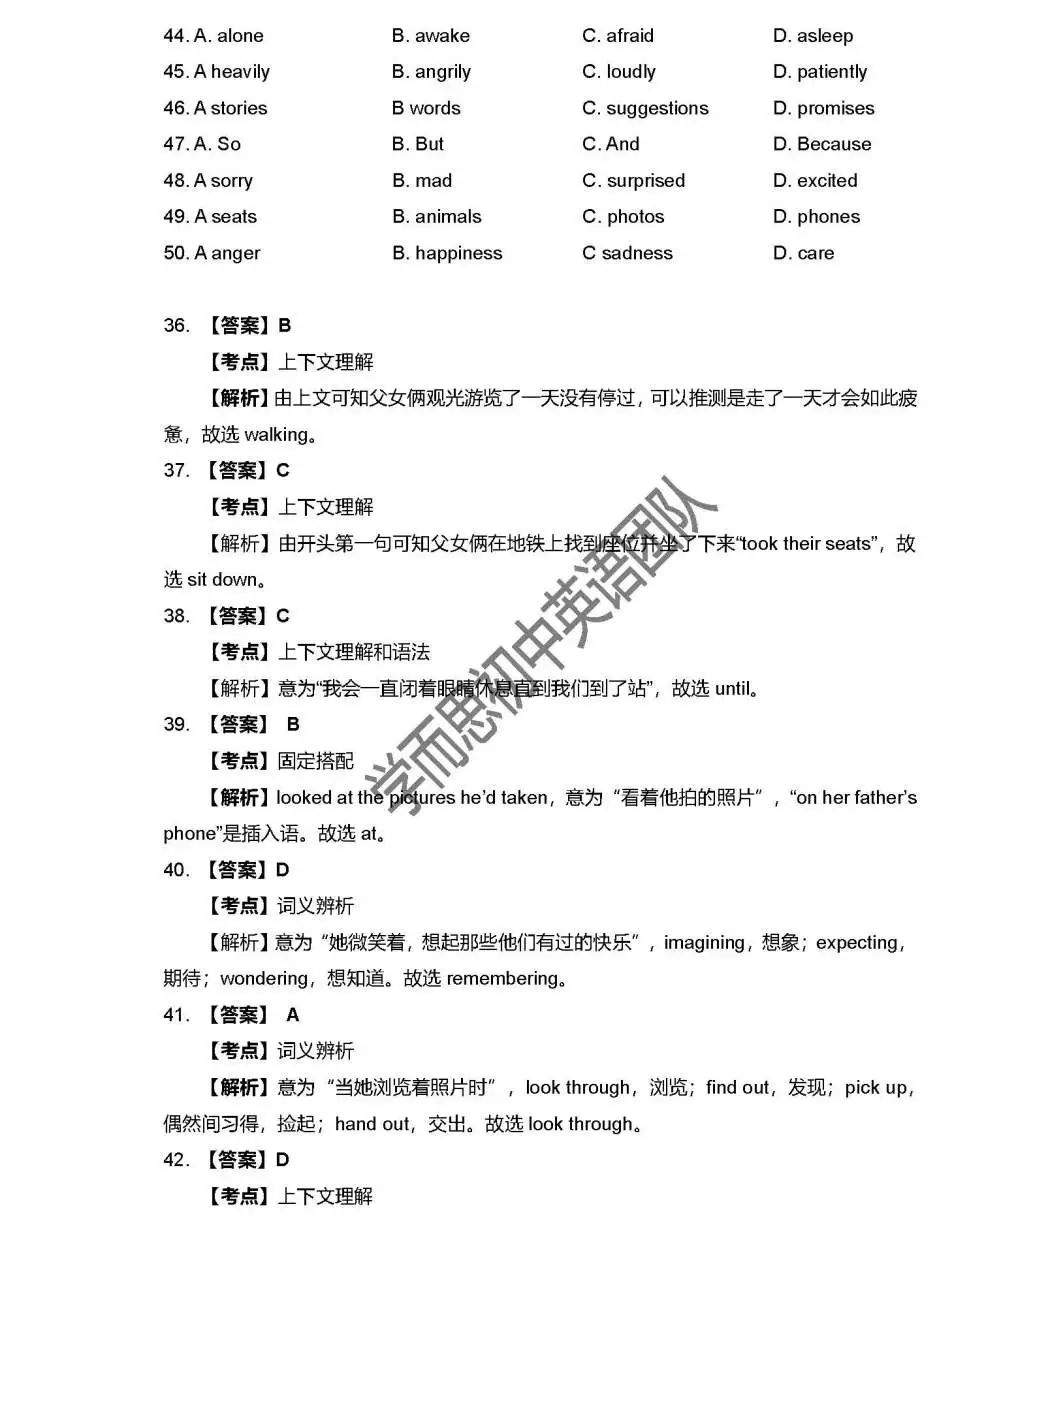 44. A. alone B. awake C. afraid D. asleep
45. A heavily B. angrily C. loudly D. patiently
46. A stories B words C. suggestions D. promises
47. A. So B. But C. And D. Because
48. A sorry B. mad C. surprised D. excited
49. A seats B. animals C. photos D. phones
50. A anger B. happiness C sadness D. care
36. 【答案】B
【考点】上下文理解
【解析】由上文可知父女俩观光游览了一天没有停过，可以推测是走了一天才会如此疲
惫，故选 walking。
37. 【答案】C
【考点】上下文理解
【解析】由开头第一句可知父女俩在地铁上找到座位并坐了下来“took their seats”，故
选 sit down。
38. 【答案】C
【考点】上下文理解和语法
【解析】意为“我会一直闭着眼睛休息直到我们到了站”，故选 until。
39. 【答案】 B
【考点】固定搭配
【解析】looked at the pictures he’d taken，意为“看着他拍的照片”，“on her father’s
phone”是插入语。故选 at。
40. 【答案】D
【考点】词义辨析
【解析】意为“她微笑着，想起那些他们有过的快乐”，imagining，想象；expecting，
期待；wondering，想知道。故选 remembering。
41. 【答案】 A
【考点】词义辨析
【解析】意为“当她浏览着照片时”，look through，浏览；find out，发现；pick up，
偶然间习得，捡起；hand out，交出。故选 look through。
42. 【答案】D
【考点】上下文理解
学而思初中英语团队